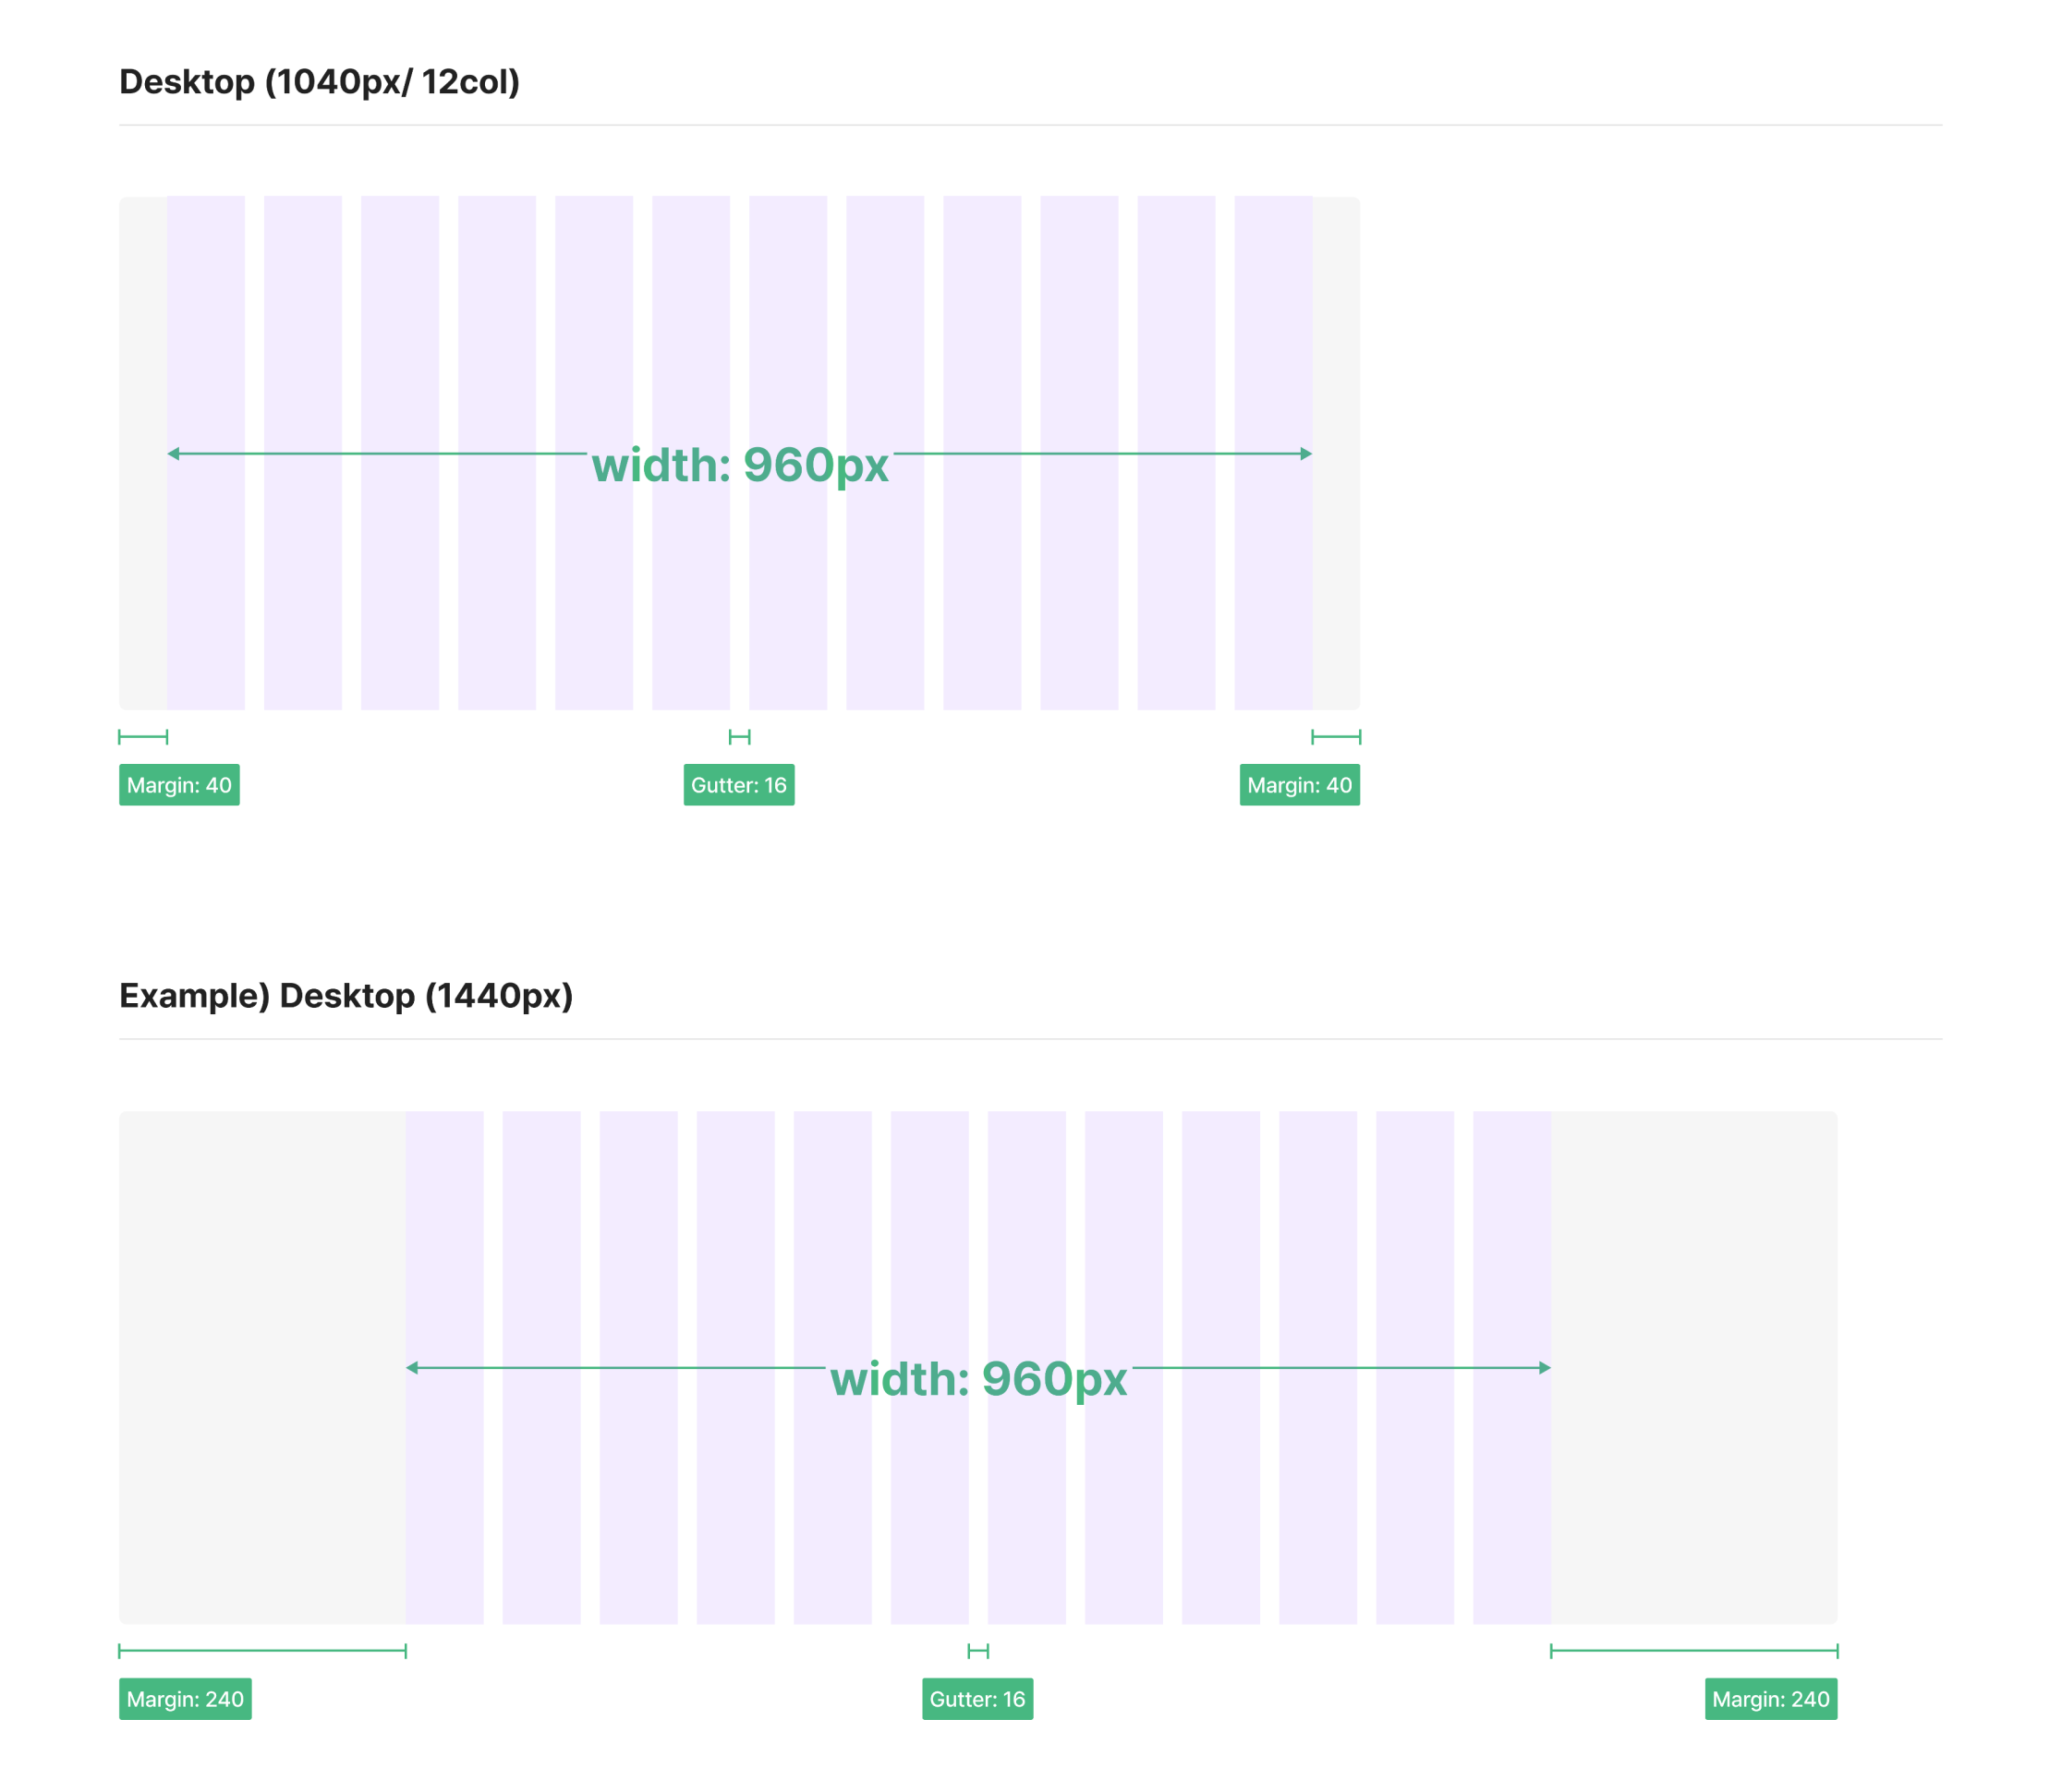 Desktop (1040px/ 12col)
width: 960px
Margin: 40
Gutter: 16
Margin: 40
Example) Desktop (1440px)
width: 960px
Margin: 240
Gutter: 16
Margin: 240